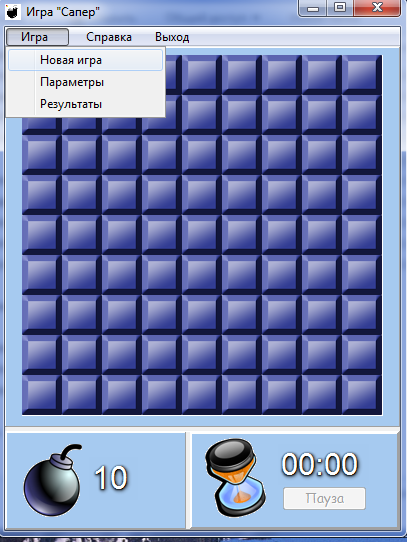 Игра "Сапер"
Игра Справка Выход
Новая игра
Параметры
Результаты
10
00:00
Пауза